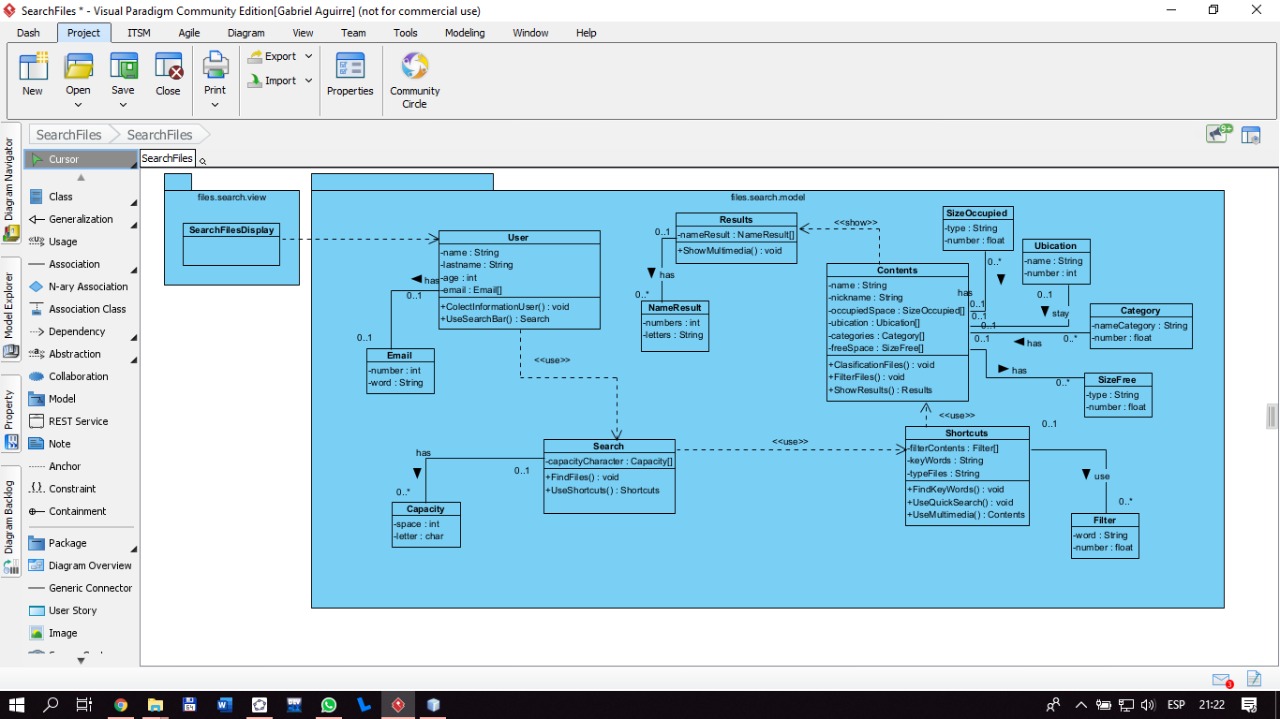 SearchFiles * - Visual Paradigm Community Edition[Gabriel Aguirre] (not for commercial use)
Dash Project ITSM Agile Diagram View Team Tools Modeling Window Help
New Open Save Close Print Export Import Properties Community Circle
SearchFiles SearchFiles
Diagram Navigator
Model Explorer
Property
Diagram Backlog
Cursor
SearchFiles
Class
Generalization
Usage
Association
N-ary Association
Association Class
Dependency
Abstraction
Collaboration
Model
REST Service
Note
Anchor
Constraint
Containment
Package
Diagram Overview
Generic Connector
User Story
Image
files.search.view
SearchFilesDisplay
files.search.model
User
-name : String
-lastname : String
-age : int
-email : Email[]
+ColectInformationUser() : void
+UseSearchBar() : Search
has
0..1
0..1
Email
-number : int
-word : String
<<use>>
Results
-nameResult : NameResult[]
+ShowMultimedia() : void
0..1
has
0..*
NameResult
-numbers : int
-letters : String
<<show>>
Contents
-name : String
-nickname : String
-occupiedSpace : SizeOccupied[]
-ubication : Ubication[]
-categories : Category[]
-freeSpace : SizeFree[]
+ClasificationFiles() : void
+FilterFiles() : void
+ShowResults() : Results
SizeOccupied
-type : String
-number : float
0..*
has
0..1
Ubication
-name : String
-number : int
0..1
stay
0..1
0..1
Category
-nameCategory : String
-number : float
0..1
has
0..*
has
0..*
SizeFree
-type : String
-number : float
<<use>>
0..1
Shortcuts
-filterContents : Filter[]
-keyWords : String
-typeFiles : String
+FindKeyWords() : void
+UseQuickSearch() : void
+UseMultimedia() : Contents
use
0..*
Filter
-word : String
-number : float
<<use>>
Search
-capacityCharacter : Capacity[]
+FindFiles() : void
+UseShortcuts() : Shortcuts
has
0..1
0..*
Capacity
-space : int
-letter : char
ESP 21:22